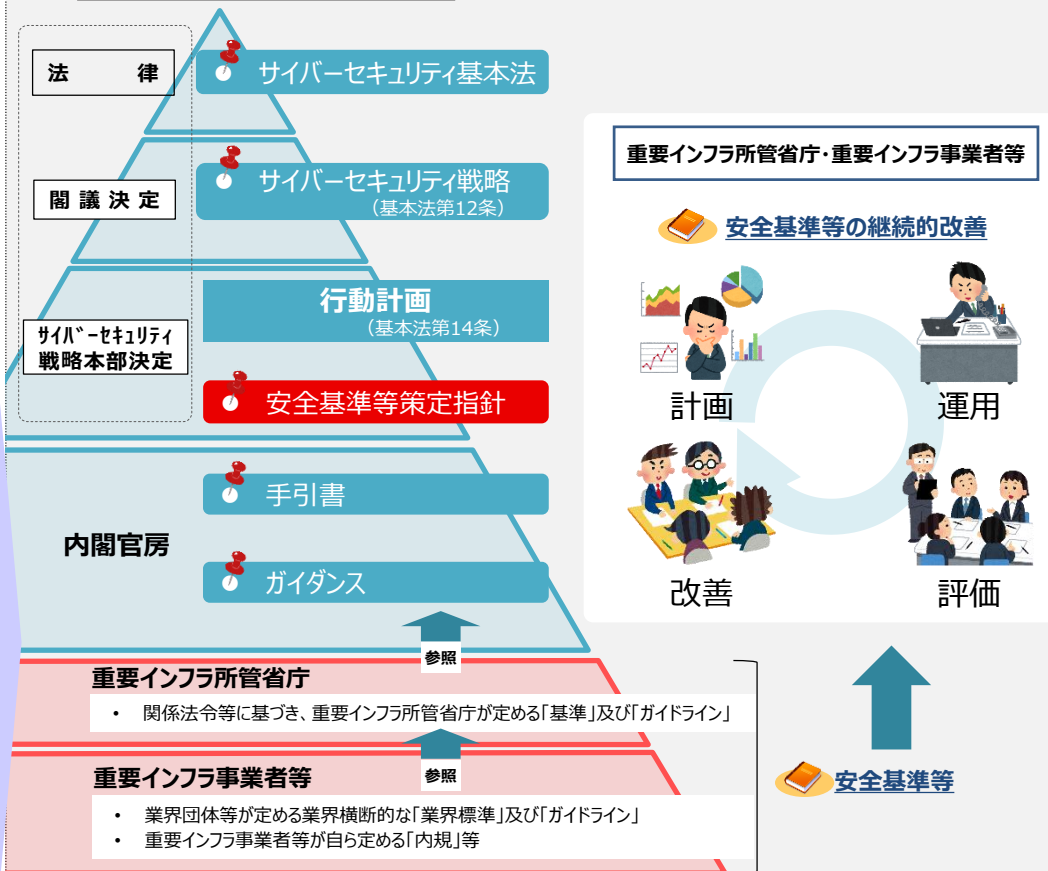 法　律
サイバーセキュリティ基本法
閣議決定
サイバーセキュリティ戦略
（基本法第12条）
ｻｲﾊﾞｰｾｷｭﾘﾃｨ
戦略本部決定
行動計画
（基本法第14条）
安全基準等策定指針
内閣官房
手引書
ガイダンス
参照
重要インフラ所管省庁
• 関係法令等に基づき、重要インフラ所管省庁が定める「基準」及び「ガイドライン」
参照
重要インフラ事業者等
• 業界団体等が定める業界横断的な「業界標準」及び「ガイドライン」
• 重要インフラ事業者等が自ら定める「内規」等
重要インフラ所管省庁・重要インフラ事業者等
安全基準等の継続的改善
計画
運用
改善
評価
安全基準等